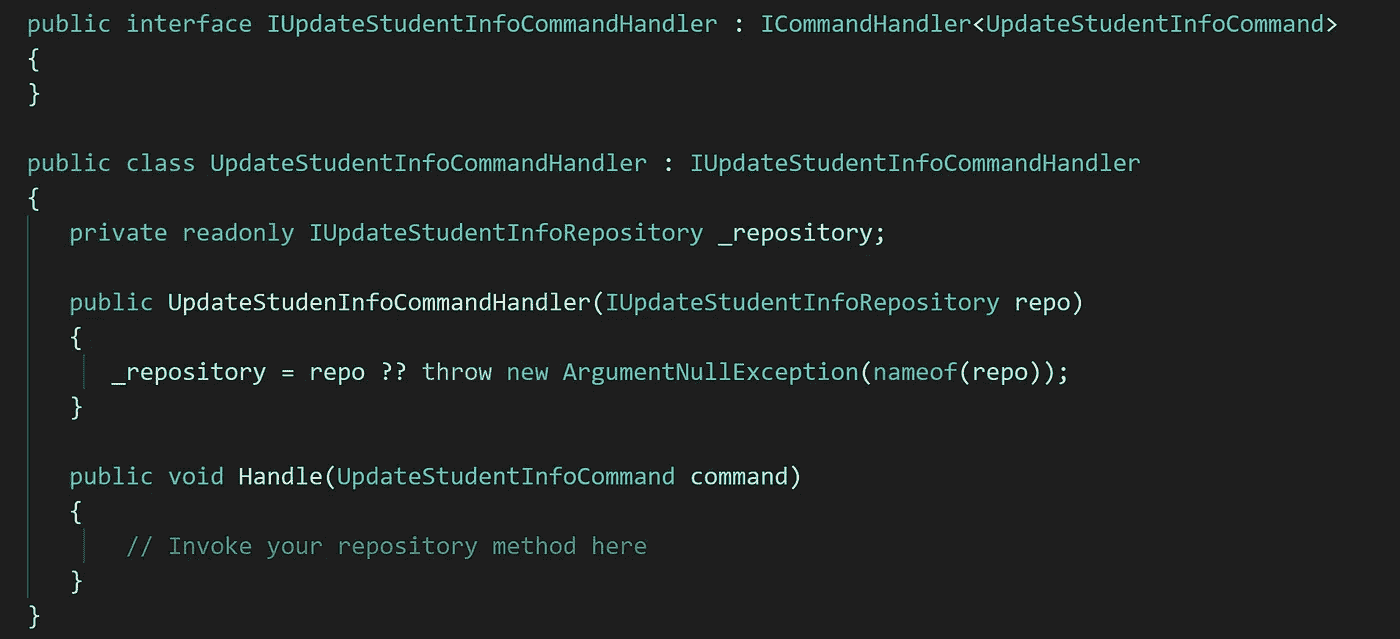 public interface IUpdateStudentInfoCommandHandler : ICommandHandler<UpdateStudentInfoCommand>
{
}
public class UpdateStudentInfoCommandHandler : IUpdateStudentInfoCommandHandler
{
private readonly IUpdateStudentInfoRepository _repository;
public UpdateStudenInfoCommandHandler(IUpdateStudentInfoRepository repo)
{
_repository = repo ?? throw new ArgumentNullException(nameof(repo));
}
public void Handle(UpdateStudentInfoCommand command)
{
// Invoke your repository method here
}
}